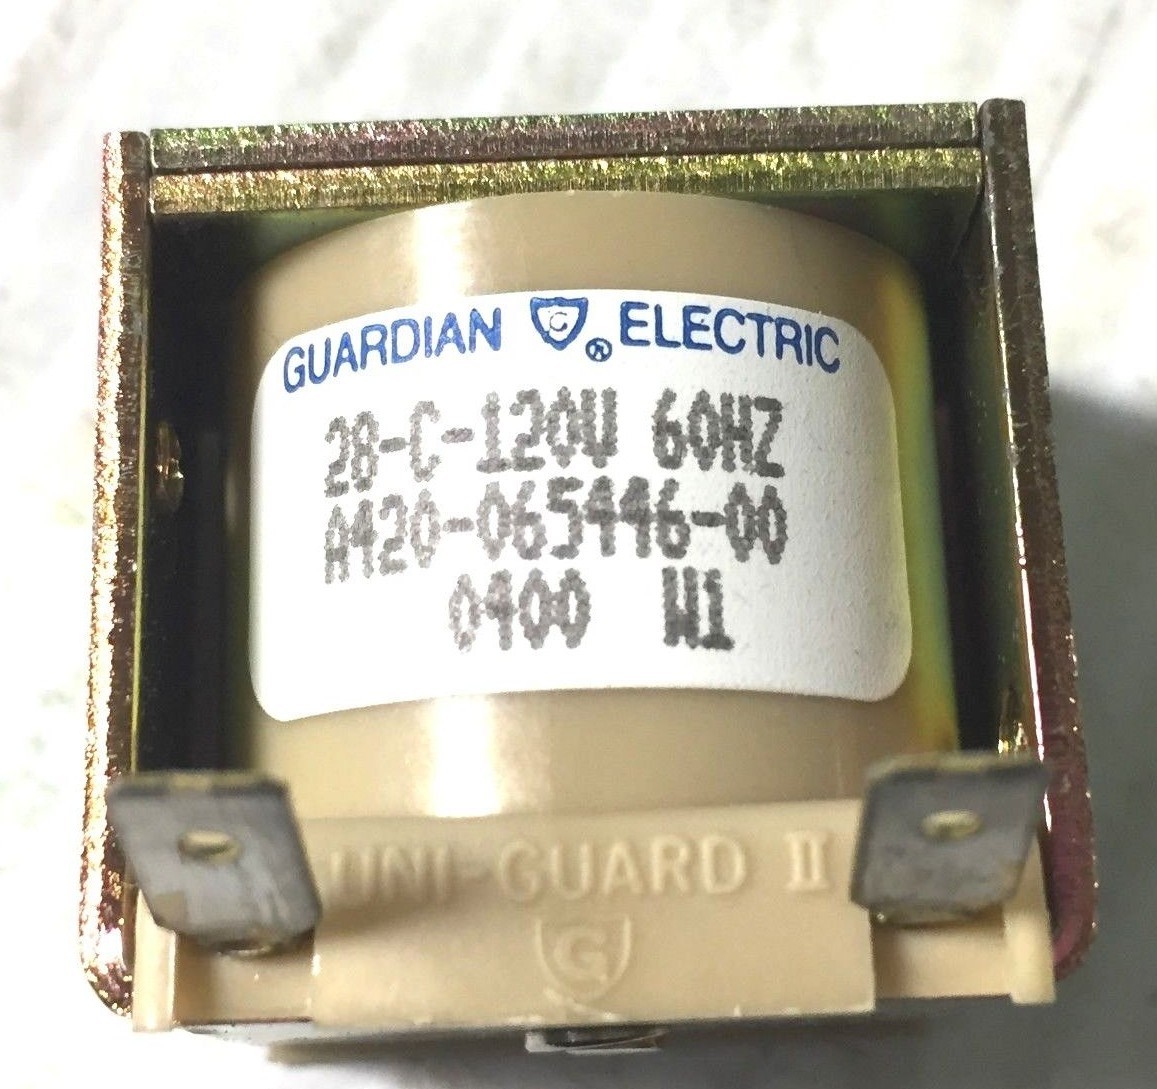 GUARDIAN G ® ELECTRIC
28-C-120V 60HZ
A420-065446-00
0400 W1
UNI-GUARD II
G